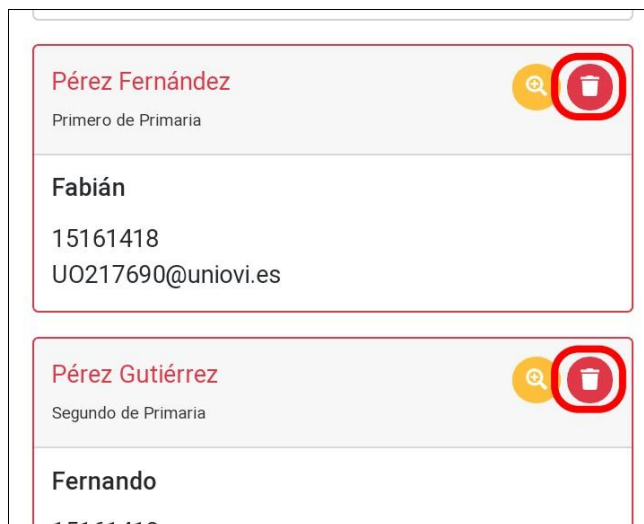 Pérez Fernández
Primero de Primaria
Fabián
15161418
UO217690@uniovi.es
Pérez Gutiérrez
Segundo de Primaria
Fernando